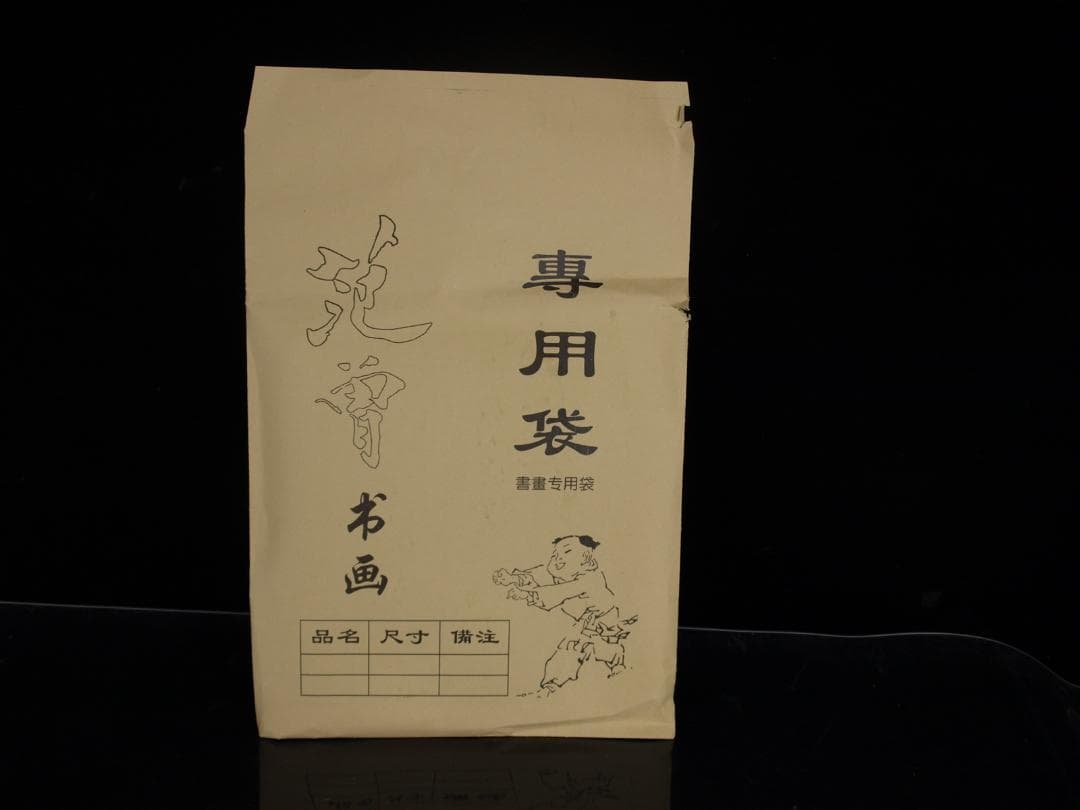 專用袋
書畫专用袋
范曾
书画
品名 尺寸 備注